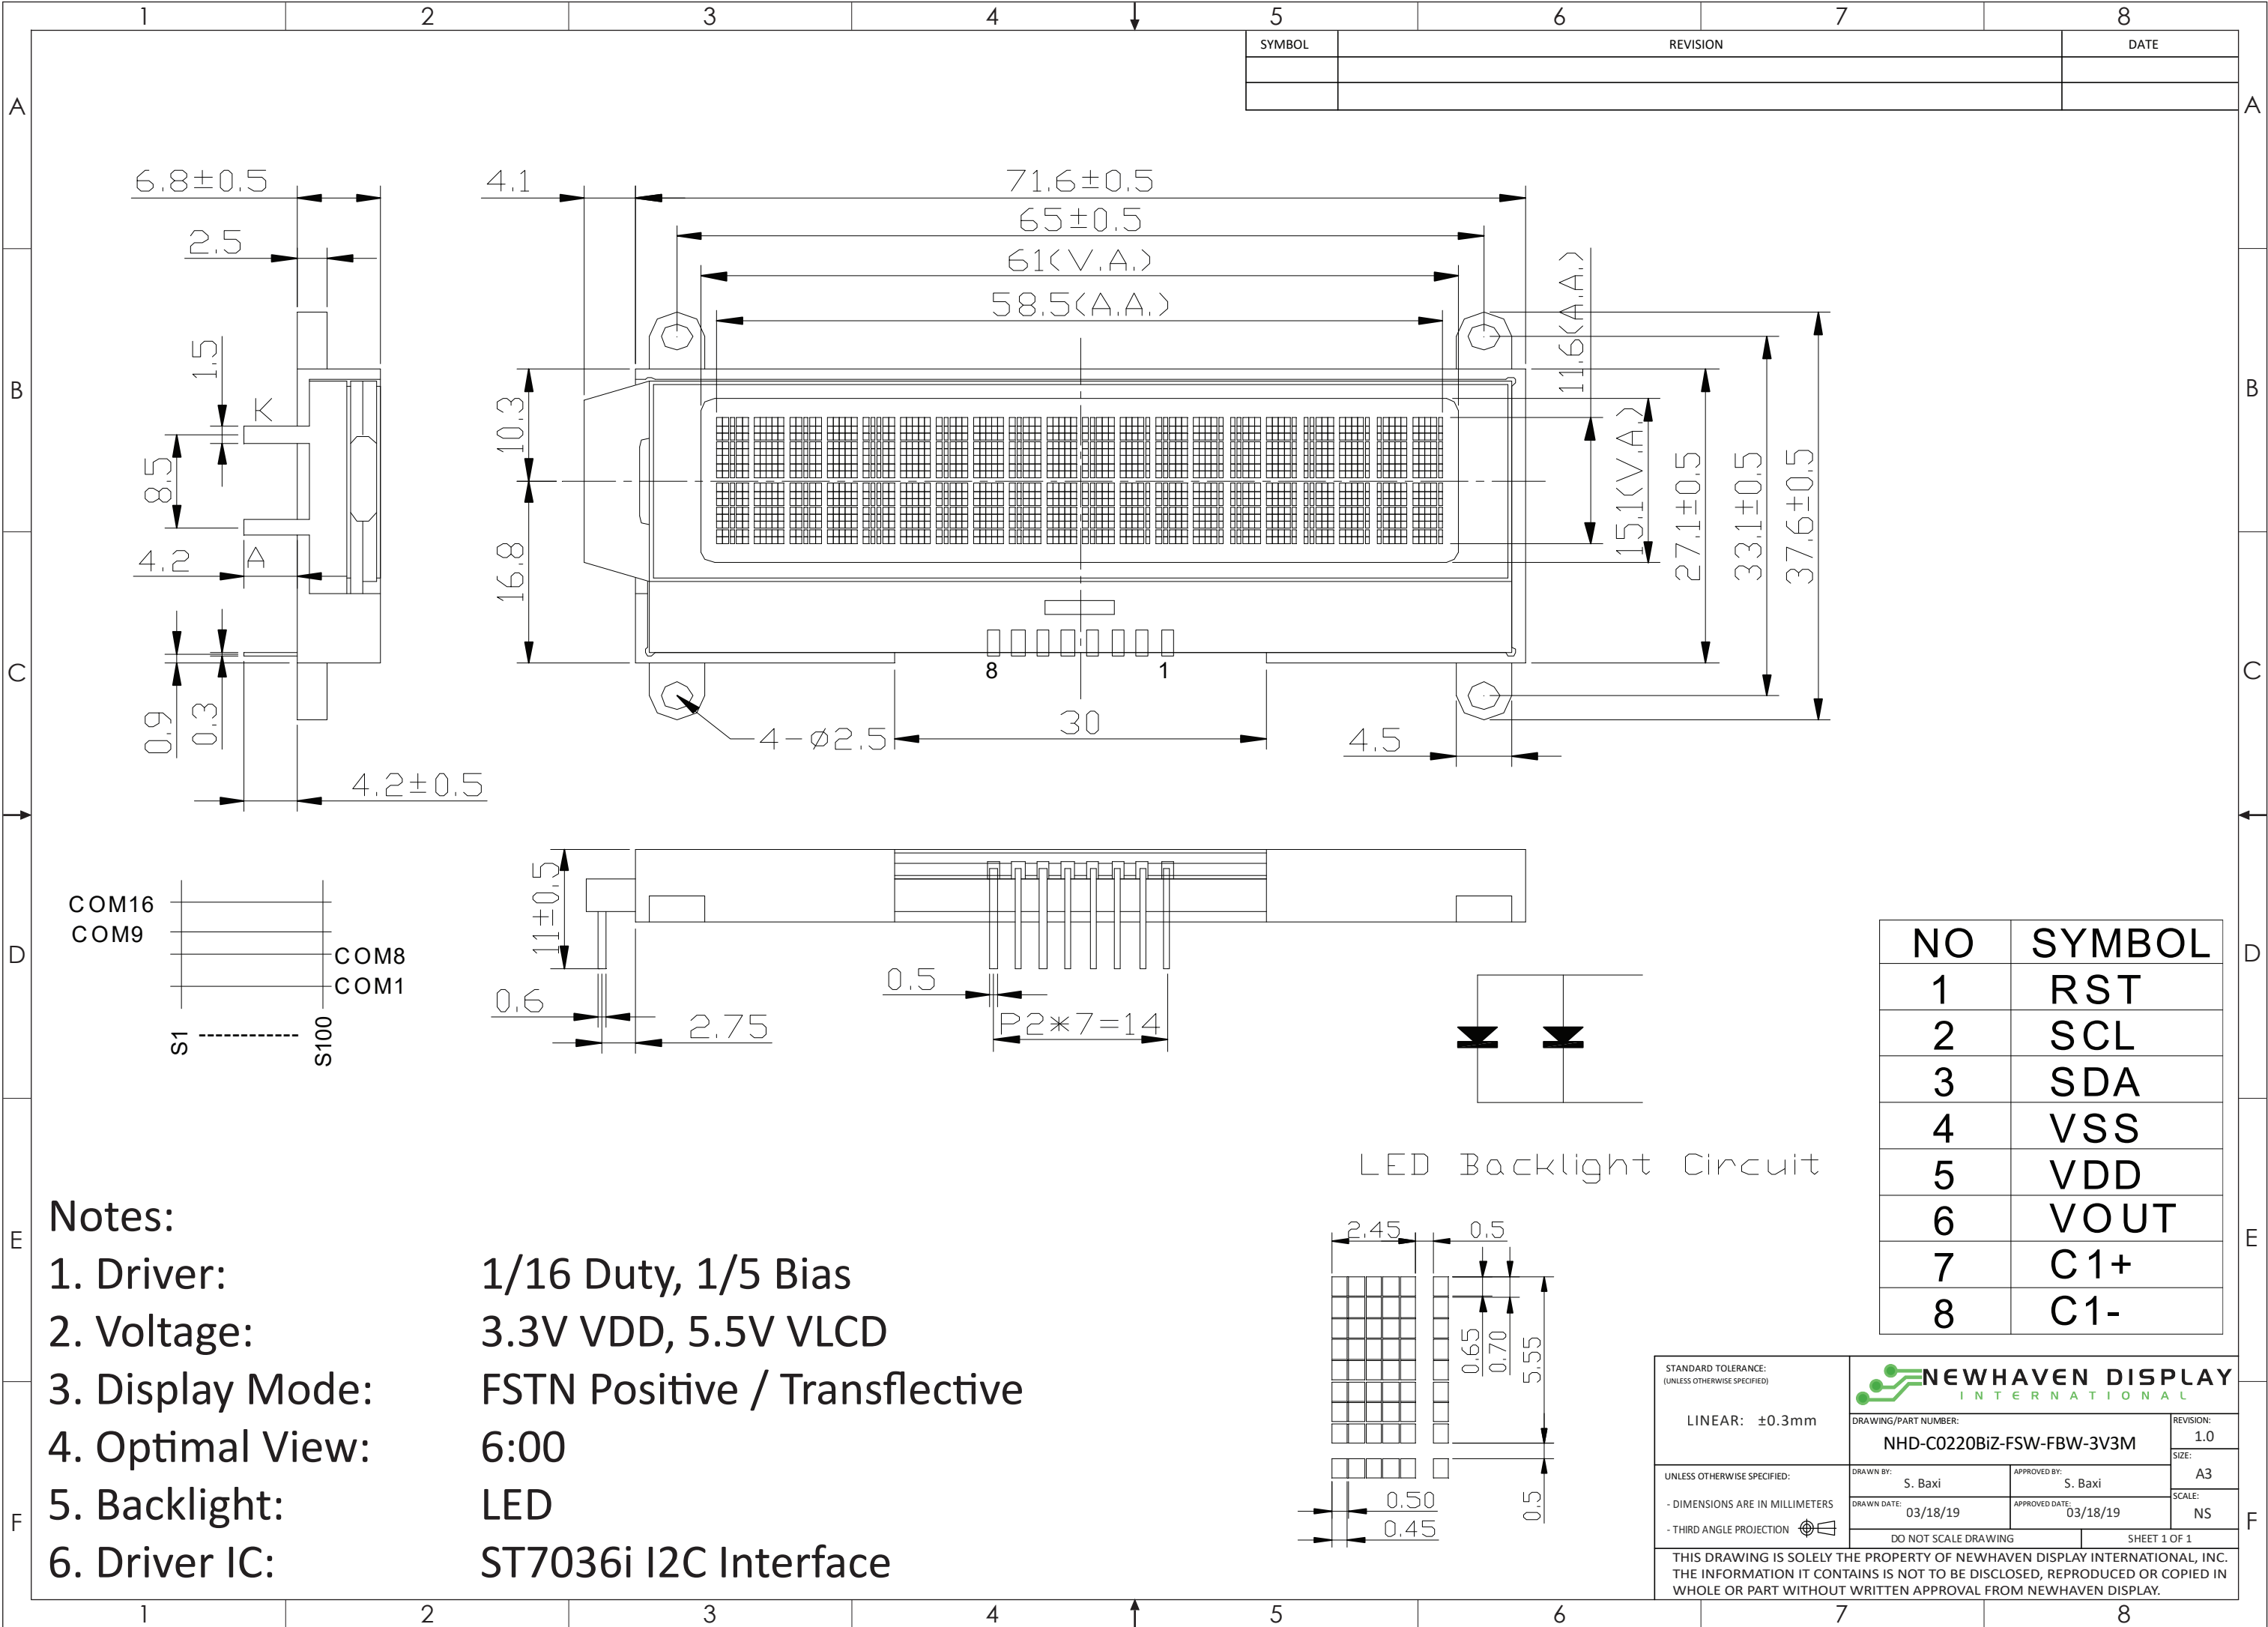 1 2 3 4 5 6 7 8
SYMBOL REVISION DATE
A A
B B
C C
D D
E E
F F
6.8±0.5
2.5
1.5
K
8.5
4.2
A
0.9
0.3
4.2±0.5
4.1
71.6±0.5
65±0.5
61(V.A.)
58.5(A.A.)
10.3
16.8
11.6(A.A.)
15.1(V.A.)
27.1±0.5
33.1±0.5
37.6±0.5
8 1
4-Ø2.5
30
4.5
COM16
COM9
COM8
COM1
S1 ------------ S100
11±0.5
0.6
2.75
0.5
P2*7=14
LED Backlight Circuit
NO SYMBOL
1 RST
2 SCL
3 SDA
4 VSS
5 VDD
6 VOUT
7 C1+
8 C1-
Notes:
1. Driver: 1/16 Duty, 1/5 Bias
2. Voltage: 3.3V VDD, 5.5V VLCD
3. Display Mode: FSTN Positive / Transflective
4. Optimal View: 6:00
5. Backlight: LED
6. Driver IC: ST7036i I2C Interface
2.45
0.5
0.65
0.70
5.55
0.5
0.50
0.45
STANDARD TOLERANCE:
(UNLESS OTHERWISE SPECIFIED)
LINEAR: ±0.3mm
NEWHAVEN DISPLAY
INTERNATIONAL
DRAWING/PART NUMBER:
NHD-C0220BiZ-FSW-FBW-3V3M
REVISION:
1.0
SIZE:
A3
SCALE:
NS
UNLESS OTHERWISE SPECIFIED:
- DIMENSIONS ARE IN MILLIMETERS
- THIRD ANGLE PROJECTION
DRAWN BY:
S. Baxi
APPROVED BY:
S. Baxi
DRAWN DATE:
03/18/19
APPROVED DATE:
03/18/19
DO NOT SCALE DRAWING
SHEET 1 OF 1
THIS DRAWING IS SOLELY THE PROPERTY OF NEWHAVEN DISPLAY INTERNATIONAL, INC.
THE INFORMATION IT CONTAINS IS NOT TO BE DISCLOSED, REPRODUCED OR COPIED IN
WHOLE OR PART WITHOUT WRITTEN APPROVAL FROM NEWHAVEN DISPLAY.
1 2 3 4 5 6 7 8